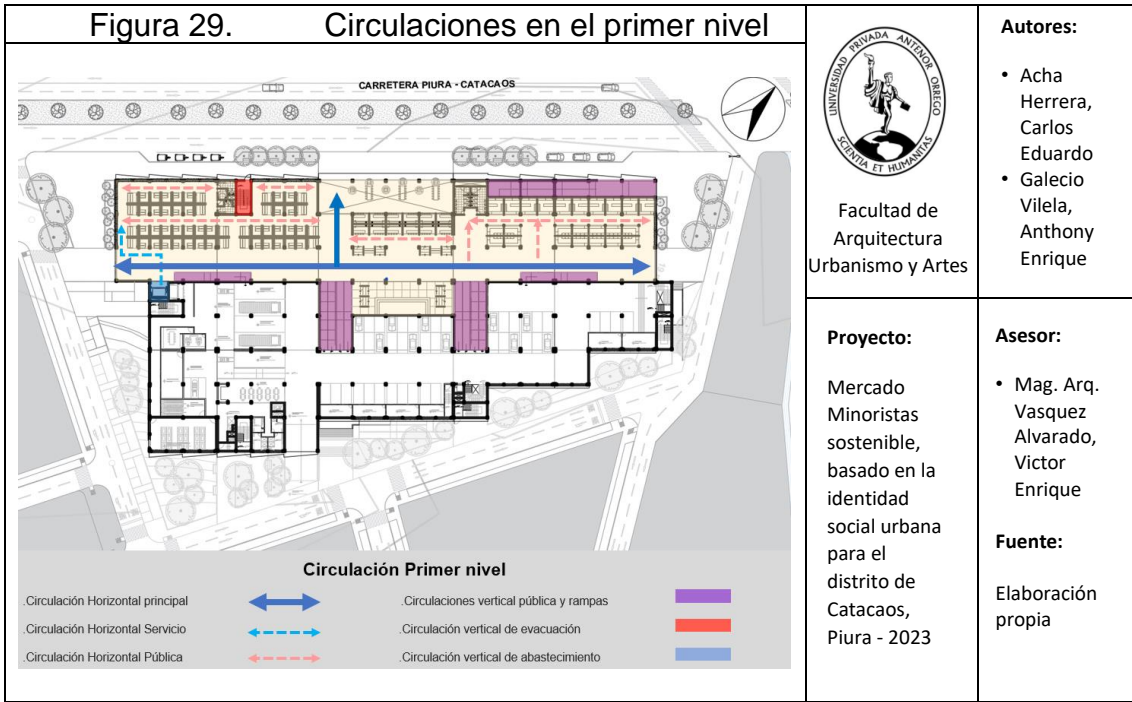 Figura 29. Circulaciones en el primer nivel
CARRETERA PIURA - CATACAOS
Circulación Primer nivel
.Circulación Horizontal principal
.Circulación Horizontal Servicio
.Circulación Horizontal Pública
.Circulaciones vertical pública y rampas
.Circulación vertical de evacuación
.Circulación vertical de abastecimiento
UNIVERSIDAD PRIVADA ANTENOR ORREGO
SCIENTIA ET HUMANITAS
Facultad de
Arquitectura
Urbanismo y Artes
Autores:
• Acha
Herrera,
Carlos
Eduardo
• Galecio
Vilela,
Anthony
Enrique
Proyecto:
Mercado
Minoristas
sostenible,
basado en la
identidad
social urbana
para el
distrito de
Catacaos,
Piura - 2023
Asesor:
• Mag. Arq.
Vasquez
Alvarado,
Victor
Enrique
Fuente:
Elaboración
propia